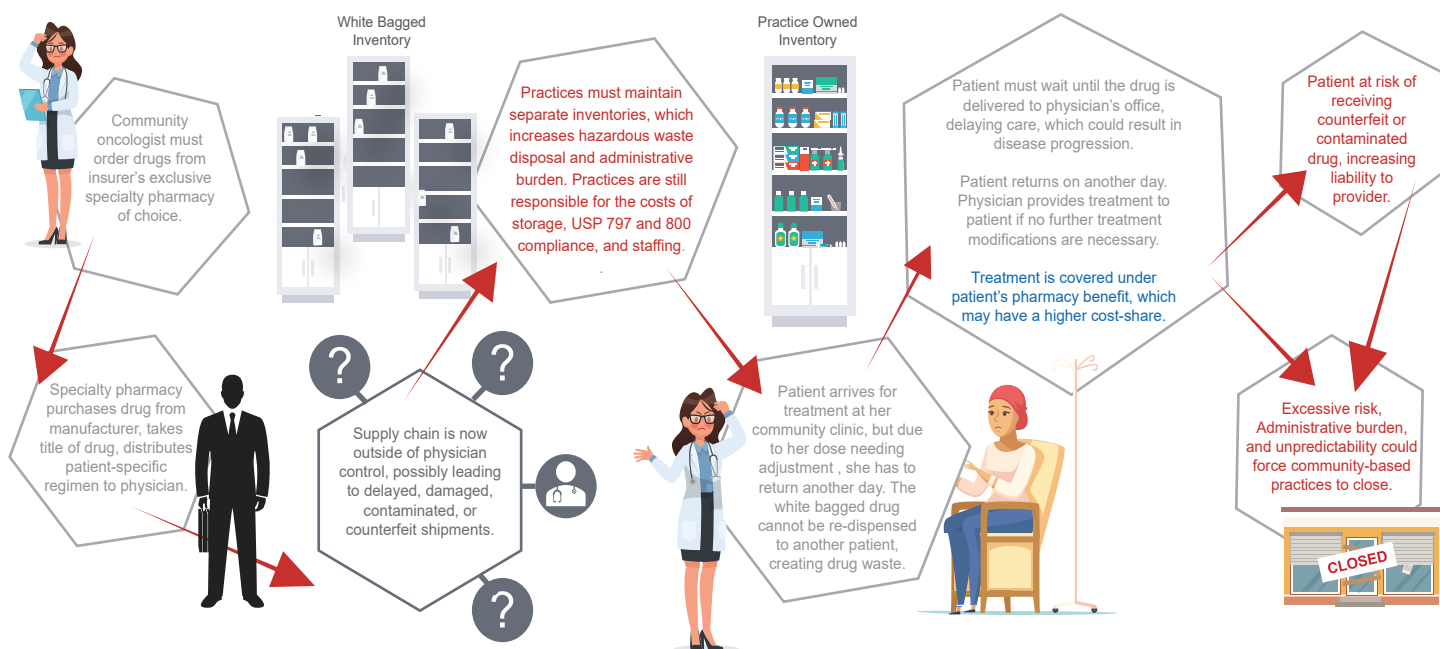 Community
oncologist must
order drugs from
insurer's exclusive
specialty pharmacy
of choice.
Specialty pharmacy
purchases drug from
manufacturer, takes
title of drug, distributes
patient-specific
regimen to physician.
?
?
?
Supply chain is now
outside of physician
control, possibly leading
to delayed, damaged,
contaminated, or
counterfeit shipments.
White Bagged
Inventory
Practices must maintain
separate inventories, which
increases hazardous waste
disposal and administrative
burden. Practices are still
responsible for the costs of
storage, USP 797 and 800
compliance, and staffing.
.
Practice Owned
Inventory
Patient arrives for
treatment at her
community clinic, but due
to her dose needing
adjustment , she has to
return another day. The
white bagged drug
cannot be re-dispensed
to another patient,
creating drug waste.
Patient must wait until the drug is
delivered to physician's office,
delaying care, which could result in
disease progression.
Patient returns on another day.
Physician provides treatment to
patient if no further treatment
modifications are necessary.
Treatment is covered under
patient's pharmacy benefit, which
may have a higher cost-share.
Patient at risk of
receiving
counterfeit or
contaminated
drug, increasing
liability to
provider.
Excessive risk,
Administrative burden,
and unpredictability could
force community-based
practices to close.
CLOSED